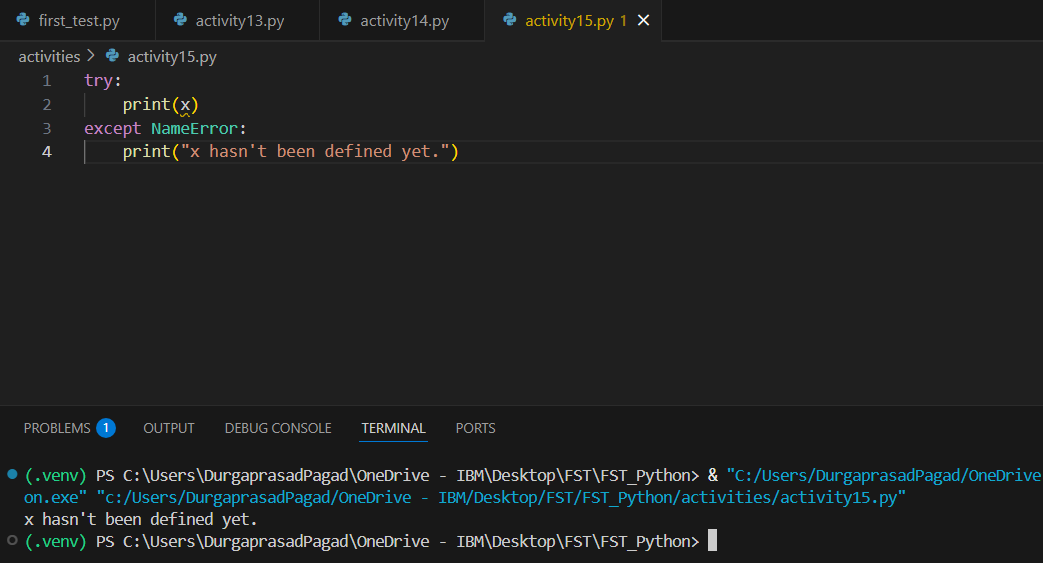 first_test.py activity13.py activity14.py activity15.py 1
activities > activity15.py
1 try:
2 print(x)
3 except NameError:
4 print("x hasn't been defined yet.")
PROBLEMS 1 OUTPUT DEBUG CONSOLE TERMINAL PORTS
(.venv) PS C:\Users\DurgaprasadPagad\OneDrive - IBM\Desktop\FST\FST_Python> & "C:/Users/DurgaprasadPagad/OneDrive
on.exe" "c:/Users/DurgaprasadPagad/OneDrive - IBM/Desktop/FST/FST_Python/activities/activity15.py"
x hasn't been defined yet.
(.venv) PS C:\Users\DurgaprasadPagad\OneDrive - IBM\Desktop\FST\FST_Python>